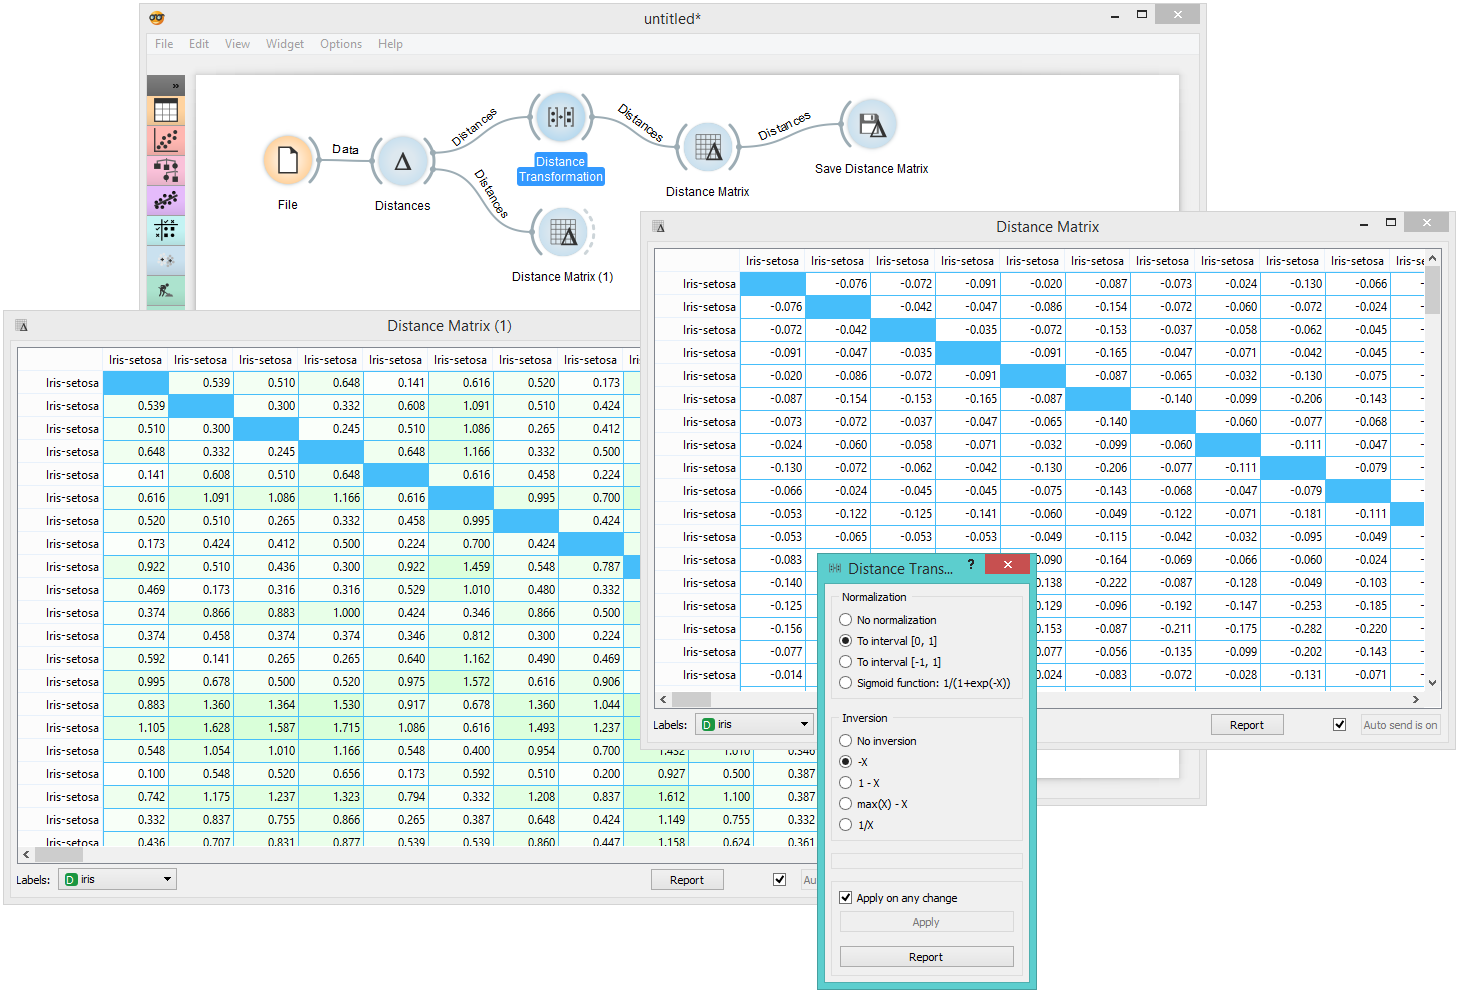 untitled*
File Edit View Widget Options Help
»
Data
Distances
Distances
Distances
Distances
File
Distances
Distance
Transformation
Distance Matrix (1)
Distance Matrix
Save Distance Matrix
Distance Matrix
Iris-setosa Iris-setosa Iris-setosa Iris-setosa Iris-setosa Iris-setosa Iris-setosa Iris-setosa Iris-setosa Iris-setosa Iris-se
Iris-setosa -0.076 -0.072 -0.091 -0.020 -0.087 -0.073 -0.024 -0.130 -0.066 -
Iris-setosa -0.076 -0.042 -0.047 -0.086 -0.154 -0.072 -0.060 -0.072 -0.024 -
Iris-setosa -0.072 -0.042 -0.035 -0.072 -0.153 -0.037 -0.058 -0.062 -0.045 -
Iris-setosa -0.091 -0.047 -0.035 -0.091 -0.165 -0.047 -0.071 -0.042 -0.045 -
Iris-setosa -0.020 -0.086 -0.072 -0.091 -0.087 -0.065 -0.032 -0.130 -0.075 -
Iris-setosa -0.087 -0.154 -0.153 -0.165 -0.087 -0.140 -0.099 -0.206 -0.143 -
Iris-setosa -0.073 -0.072 -0.037 -0.047 -0.065 -0.140 -0.060 -0.077 -0.068 -
Iris-setosa -0.024 -0.060 -0.058 -0.071 -0.032 -0.099 -0.060 -0.111 -0.047 -
Iris-setosa -0.130 -0.072 -0.062 -0.042 -0.130 -0.206 -0.077 -0.111 -0.079 -
Iris-setosa -0.066 -0.024 -0.045 -0.045 -0.075 -0.143 -0.068 -0.047 -0.079 -
Iris-setosa -0.053 -0.122 -0.125 -0.141 -0.060 -0.049 -0.122 -0.071 -0.181 -0.111
Iris-setosa -0.053 -0.065 -0.053 -0.053 -0.049 -0.115 -0.042 -0.032 -0.095 -0.049 -
Iris-setosa -0.083 0.090 -0.164 -0.069 -0.066 -0.060 -0.024 -
Iris-setosa -0.140 0.138 -0.222 -0.087 -0.128 -0.049 -0.103 -
Iris-setosa -0.125 0.129 -0.096 -0.192 -0.147 -0.253 -0.185 -
Iris-setosa -0.156 0.153 -0.087 -0.211 -0.175 -0.282 -0.220 -
Iris-setosa -0.077 0.077 -0.056 -0.135 -0.099 -0.202 -0.143 -
Iris-setosa -0.014 0.024 -0.083 -0.072 -0.028 -0.131 -0.071 -
Labels: D iris Report Auto send is on
Distance Matrix (1)
Iris-setosa Iris-setosa Iris-setosa Iris-setosa Iris-setosa Iris-setosa Iris-setosa Iris-setosa
Iris-setosa 0.539 0.510 0.648 0.141 0.616 0.520 0.173
Iris-setosa 0.539 0.300 0.332 0.608 1.091 0.510 0.424
Iris-setosa 0.510 0.300 0.245 0.510 1.086 0.265 0.412
Iris-setosa 0.648 0.332 0.245 0.648 1.166 0.332 0.500
Iris-setosa 0.141 0.608 0.510 0.648 0.616 0.458 0.224
Iris-setosa 0.616 1.091 1.086 1.166 0.616 0.995 0.700
Iris-setosa 0.520 0.510 0.265 0.332 0.458 0.995 0.424
Iris-setosa 0.173 0.424 0.412 0.500 0.224 0.700 0.424
Iris-setosa 0.922 0.510 0.436 0.300 0.922 1.459 0.548 0.787
Iris-setosa 0.469 0.173 0.316 0.316 0.529 1.010 0.480 0.332
Iris-setosa 0.374 0.866 0.883 1.000 0.424 0.346 0.866 0.500
Iris-setosa 0.374 0.458 0.374 0.374 0.346 0.812 0.300 0.224
Iris-setosa 0.592 0.141 0.265 0.265 0.640 1.162 0.490 0.469
Iris-setosa 0.995 0.678 0.500 0.520 0.975 1.572 0.616 0.906
Iris-setosa 0.883 1.360 1.364 1.530 0.917 0.678 1.360 1.044
Iris-setosa 1.105 1.628 1.587 1.715 1.086 0.616 1.493 1.237
Iris-setosa 0.548 1.054 1.010 1.166 0.548 0.400 0.954 0.700 1.432 1.010 0.346
Iris-setosa 0.100 0.548 0.520 0.656 0.173 0.592 0.510 0.200 0.927 0.500 0.387
Iris-setosa 0.742 1.175 1.237 1.323 0.794 0.332 1.208 0.837 1.612 1.100 0.387
Iris-setosa 0.332 0.837 0.755 0.866 0.265 0.387 0.648 0.424 1.149 0.755 0.332
Iris-setosa 0.436 0.707 0.831 0.877 0.539 0.539 0.860 0.447 1.158 0.624 0.361
Labels: D iris Report Au
Distance Trans... ?
Normalization
No normalization
To interval [0, 1]
To interval [-1, 1]
Sigmoid function: 1/(1+exp(-X))
Inversion
No inversion
-X
1 - X
max(X) - X
1/X
Apply on any change
Apply
Report